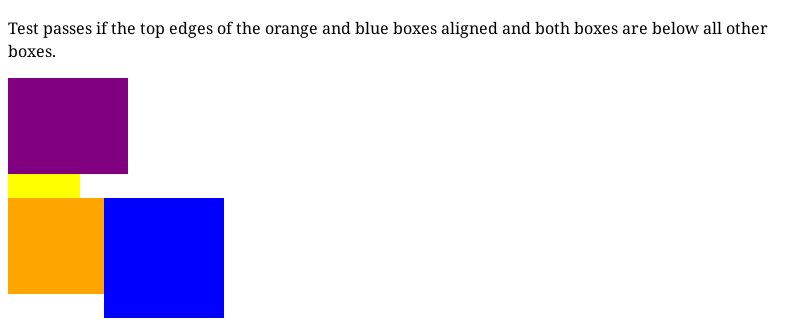 Test passes if the top edges of the orange and blue boxes aligned and both boxes are below all other
boxes.